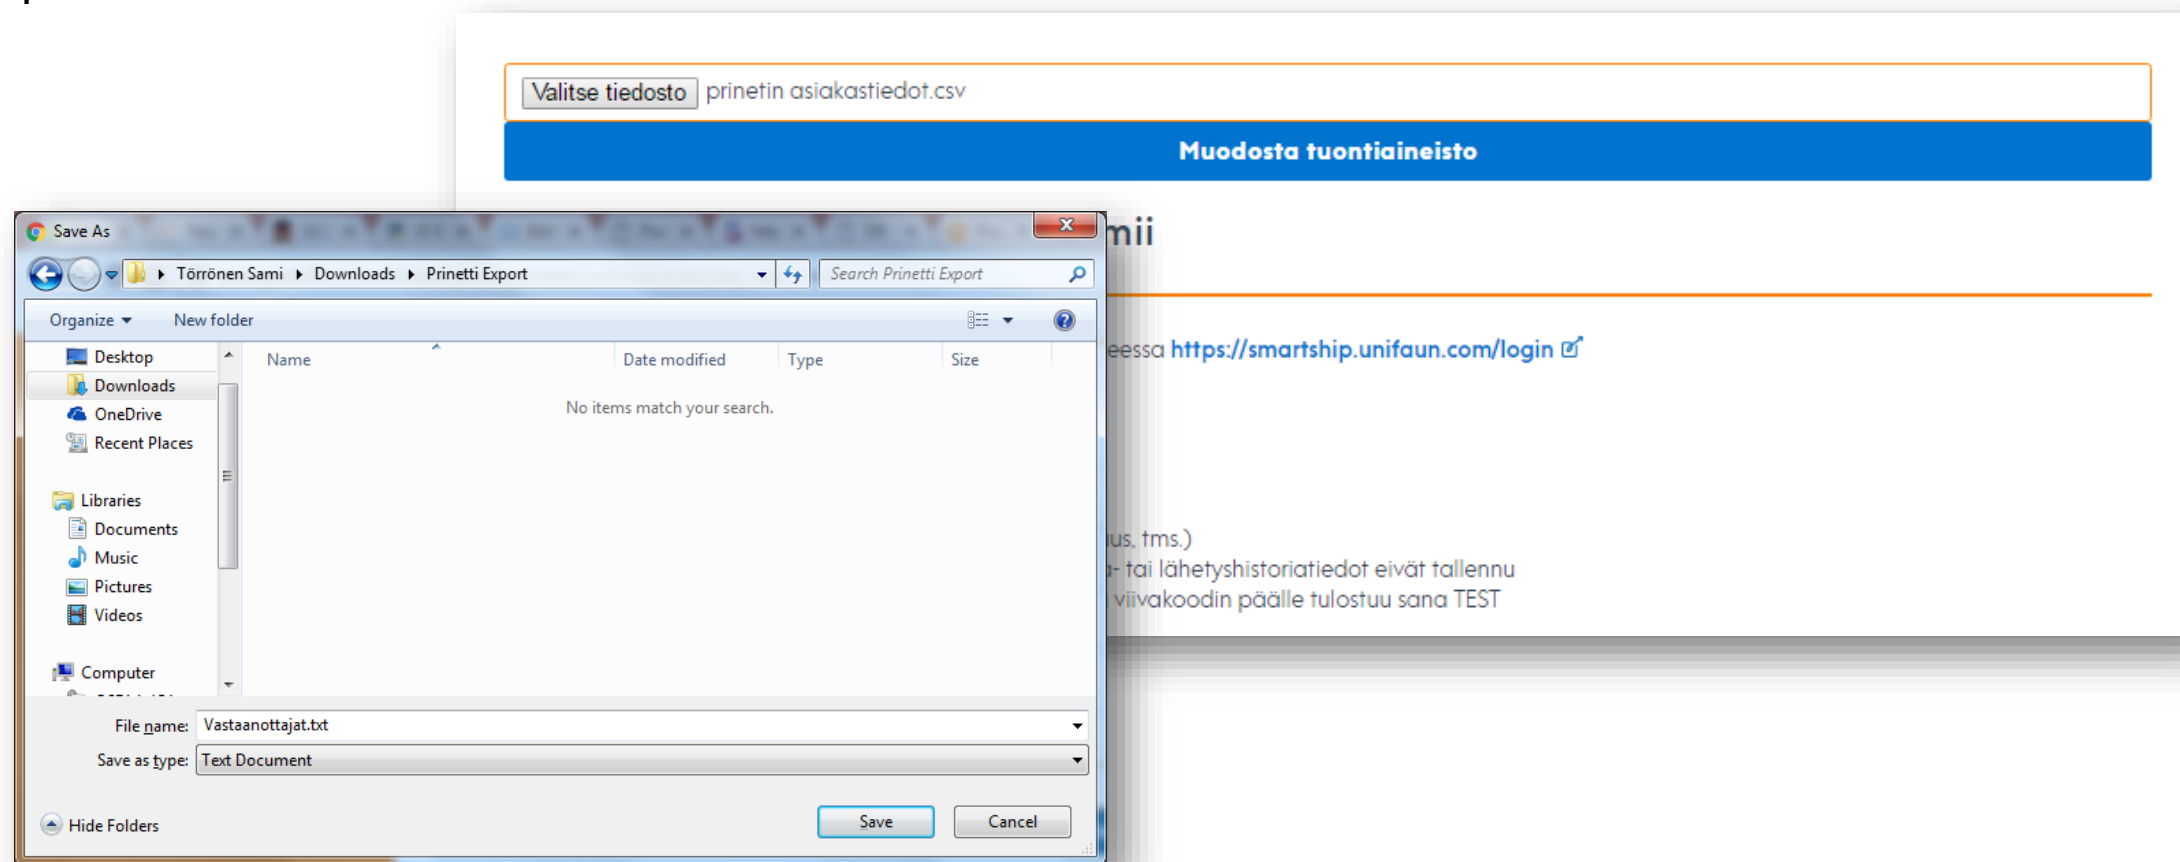 Valitse tiedosto prinetin asiakastiedot.csv
Muodosta tuontiaineisto
mii
eessa https://smartship.unifaun.com/login
us, tms.)
- tai lähetyshistoriatiedot eivät tallennu
viivakoodin päälle tulostuu sana TEST
Save As
Törrönen Sami Downloads Prinetti Export
Search Prinetti Export
Organize New folder
Name Date modified Type Size
No items match your search.
Desktop
Downloads
OneDrive
Recent Places
Libraries
Documents
Music
Pictures
Videos
Computer
File name: Vastaanottajat.txt
Save as type: Text Document
Hide Folders
Save Cancel